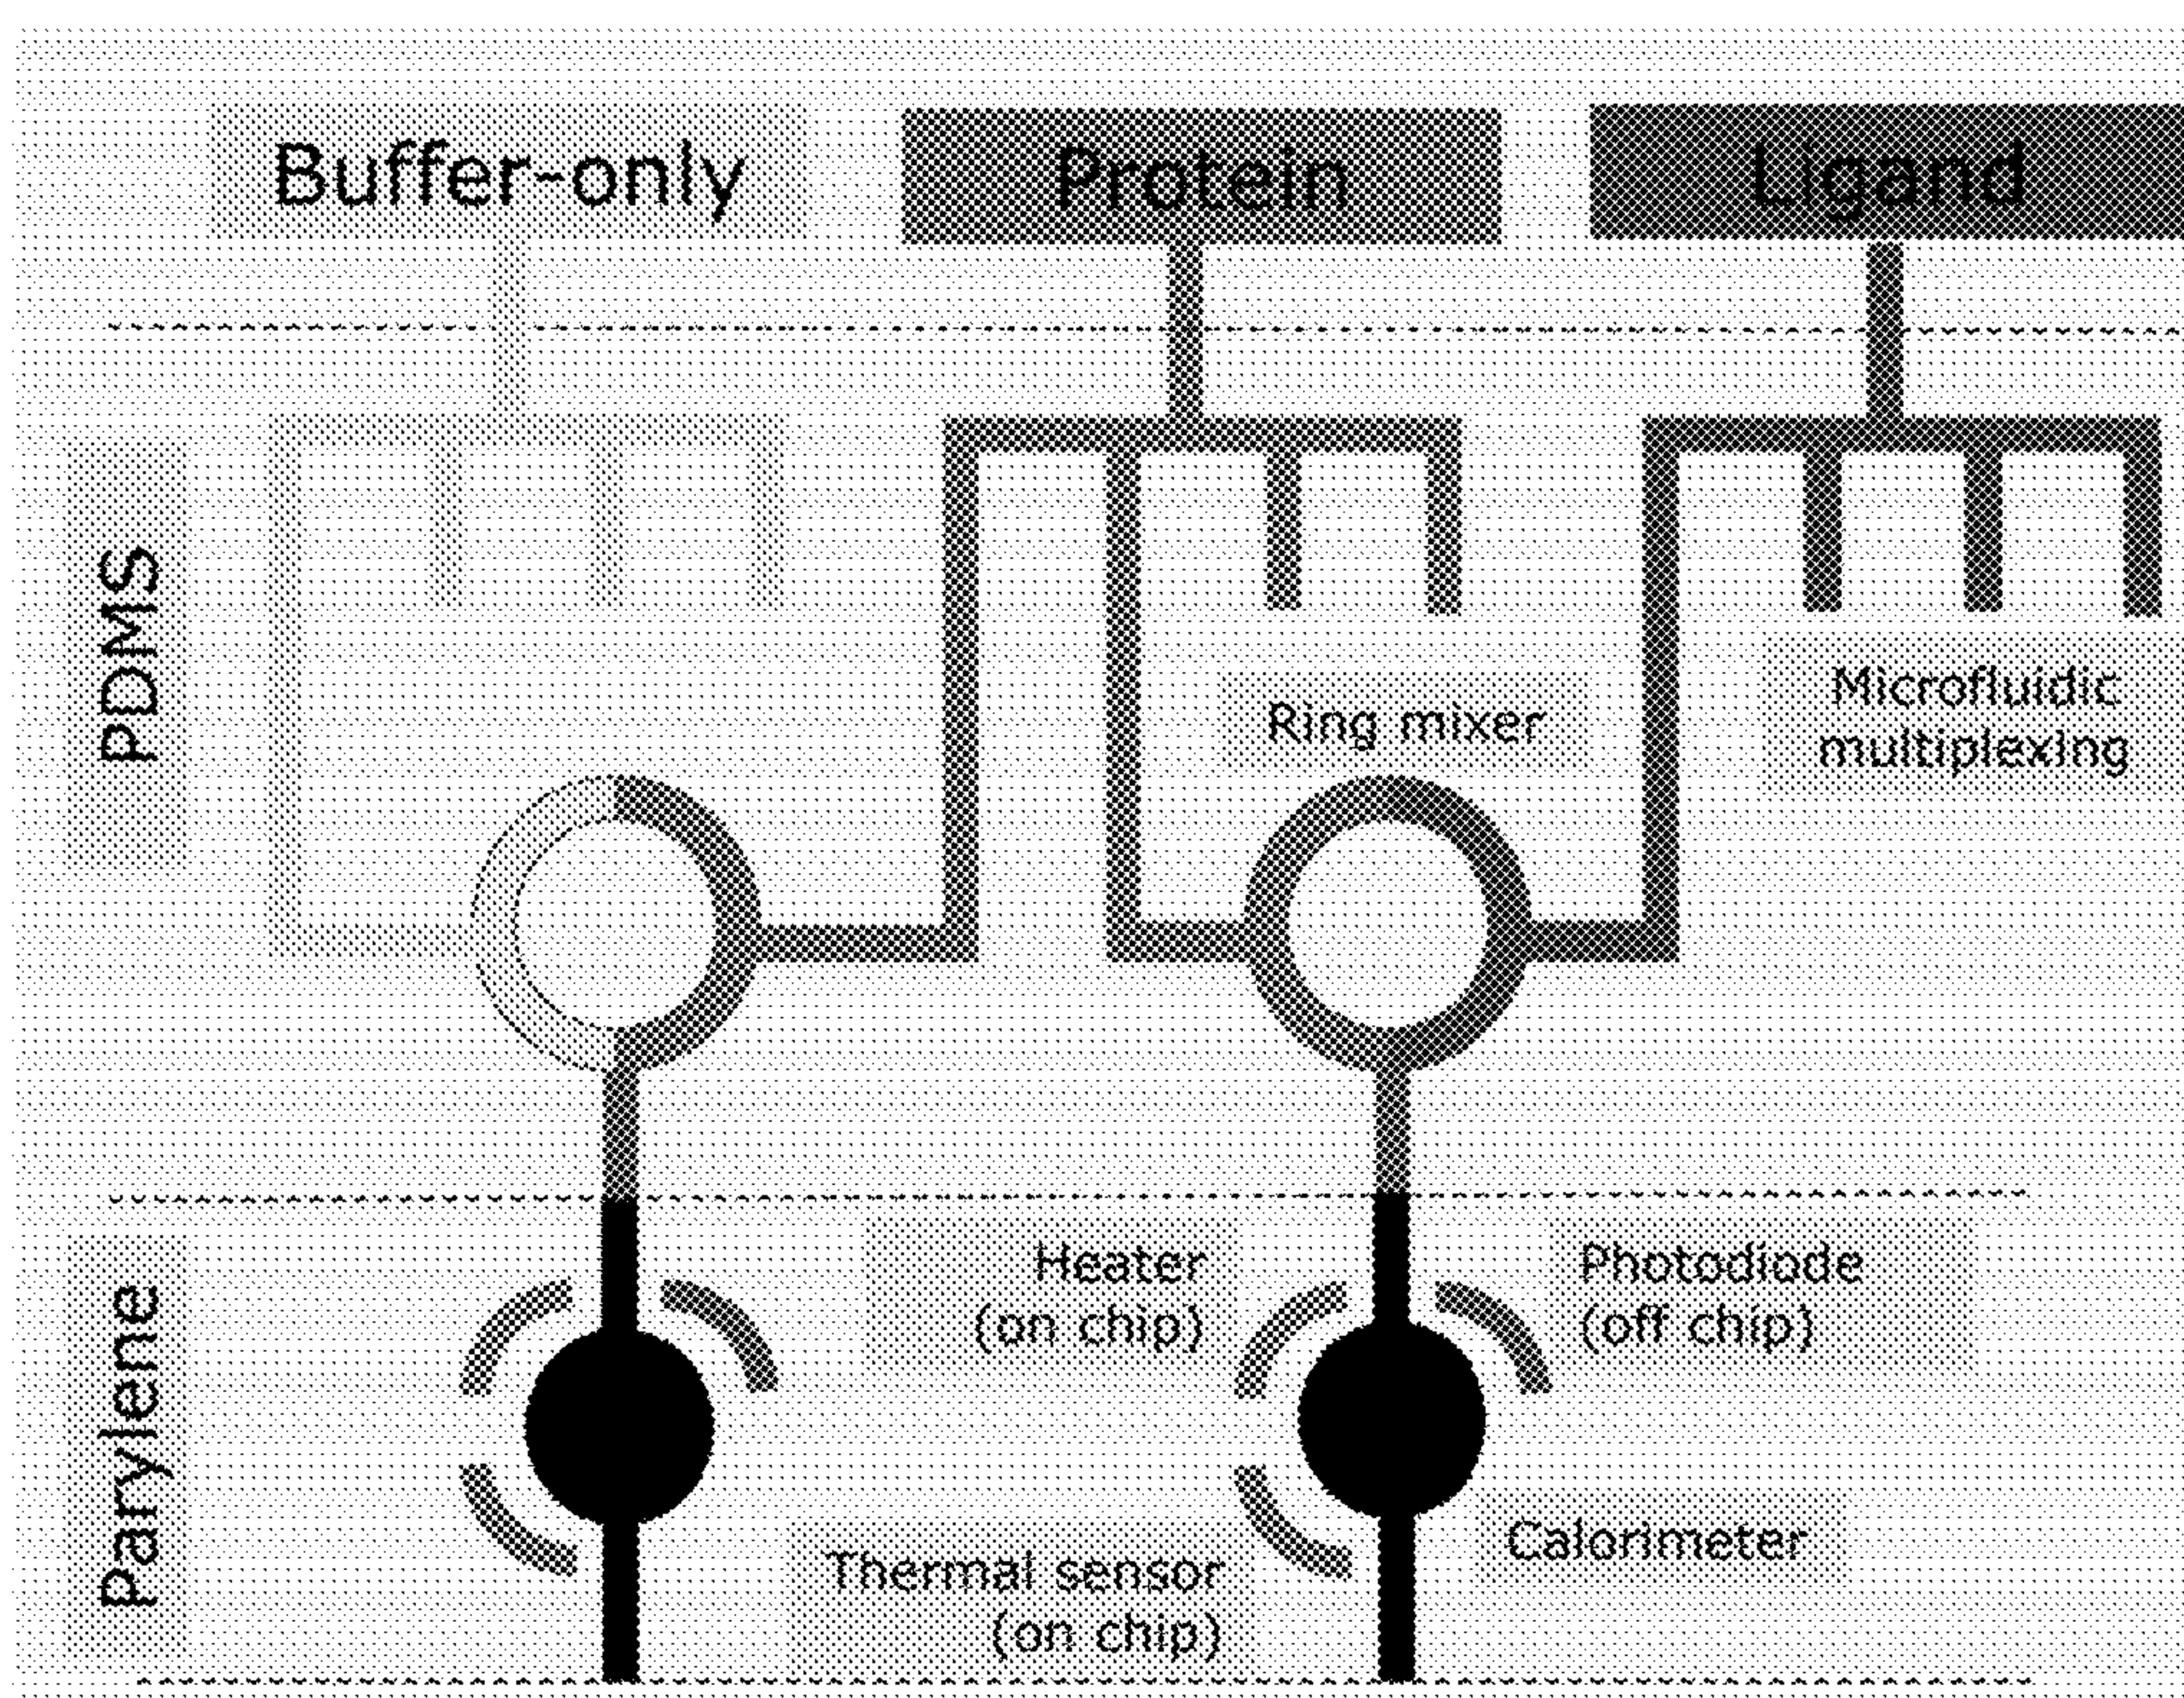 Buffer-only
Protein
Ligand
PDMS
Ring mixer
Microfluidic
multiplexing
Parylene
Heater
(on chip)
Photodiode
(off chip)
Thermal sensor
(on chip)
Calorimeter